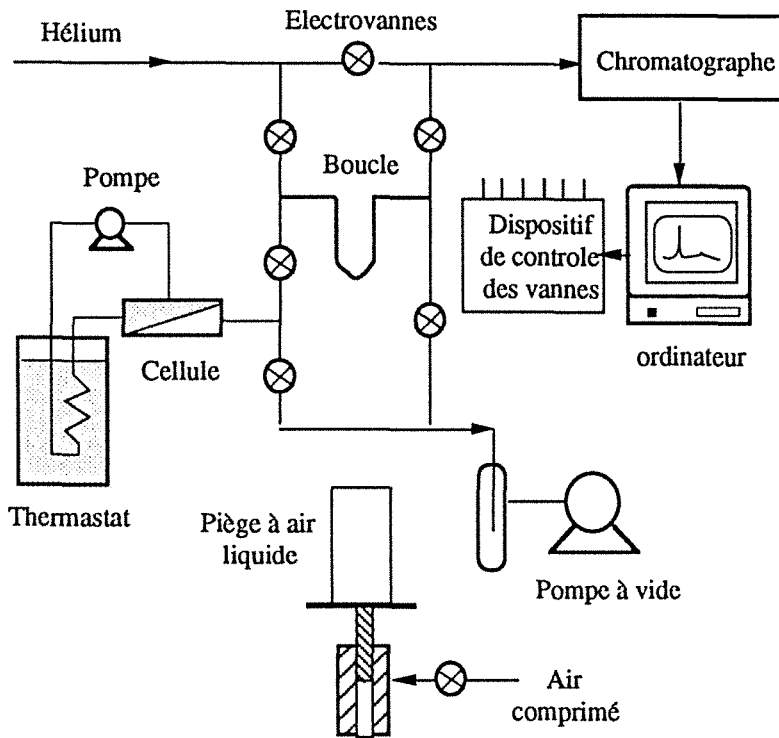 Electrovannes
Hélium
Chromatographe
Boucle
Pompe
Dispositif
de controle
des vannes
ordinateur
Cellule
Thermastat
Piège à air
liquide
Pompe à vide
Air
comprimé